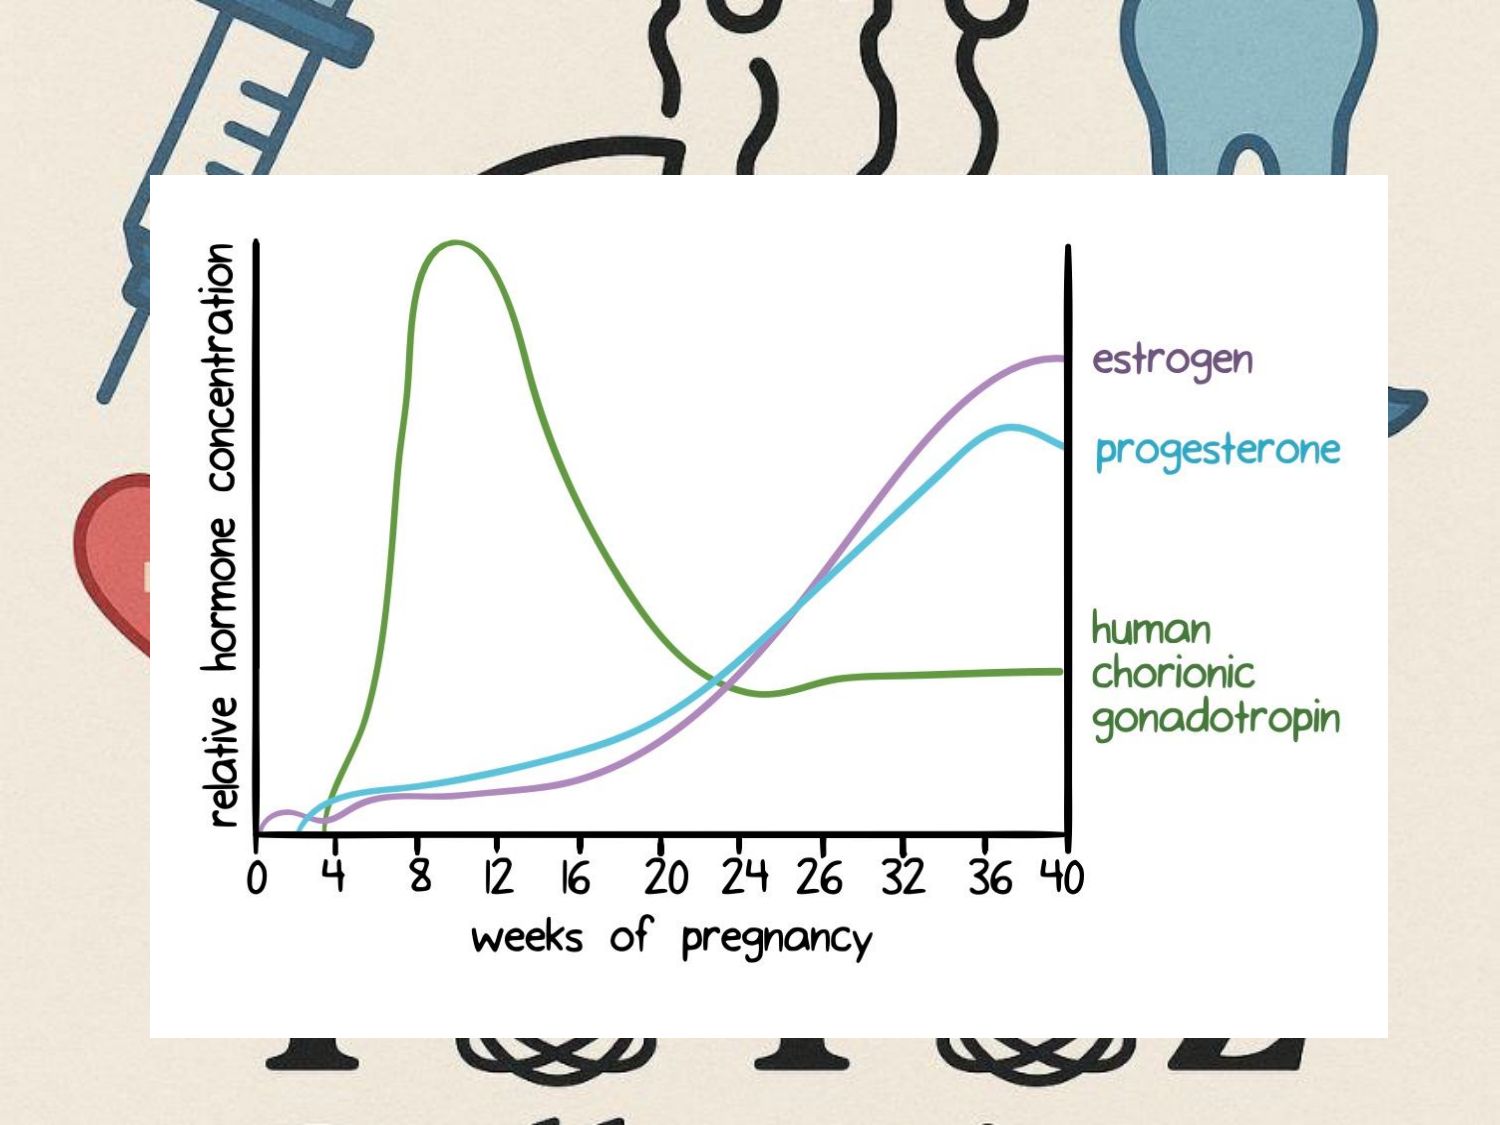 relative hormone concentration
estrogen
progesterone
human
chorionic
gonadotropin
0 4 8 12 16 20 24 26 32 36 40
weeks of pregnancy